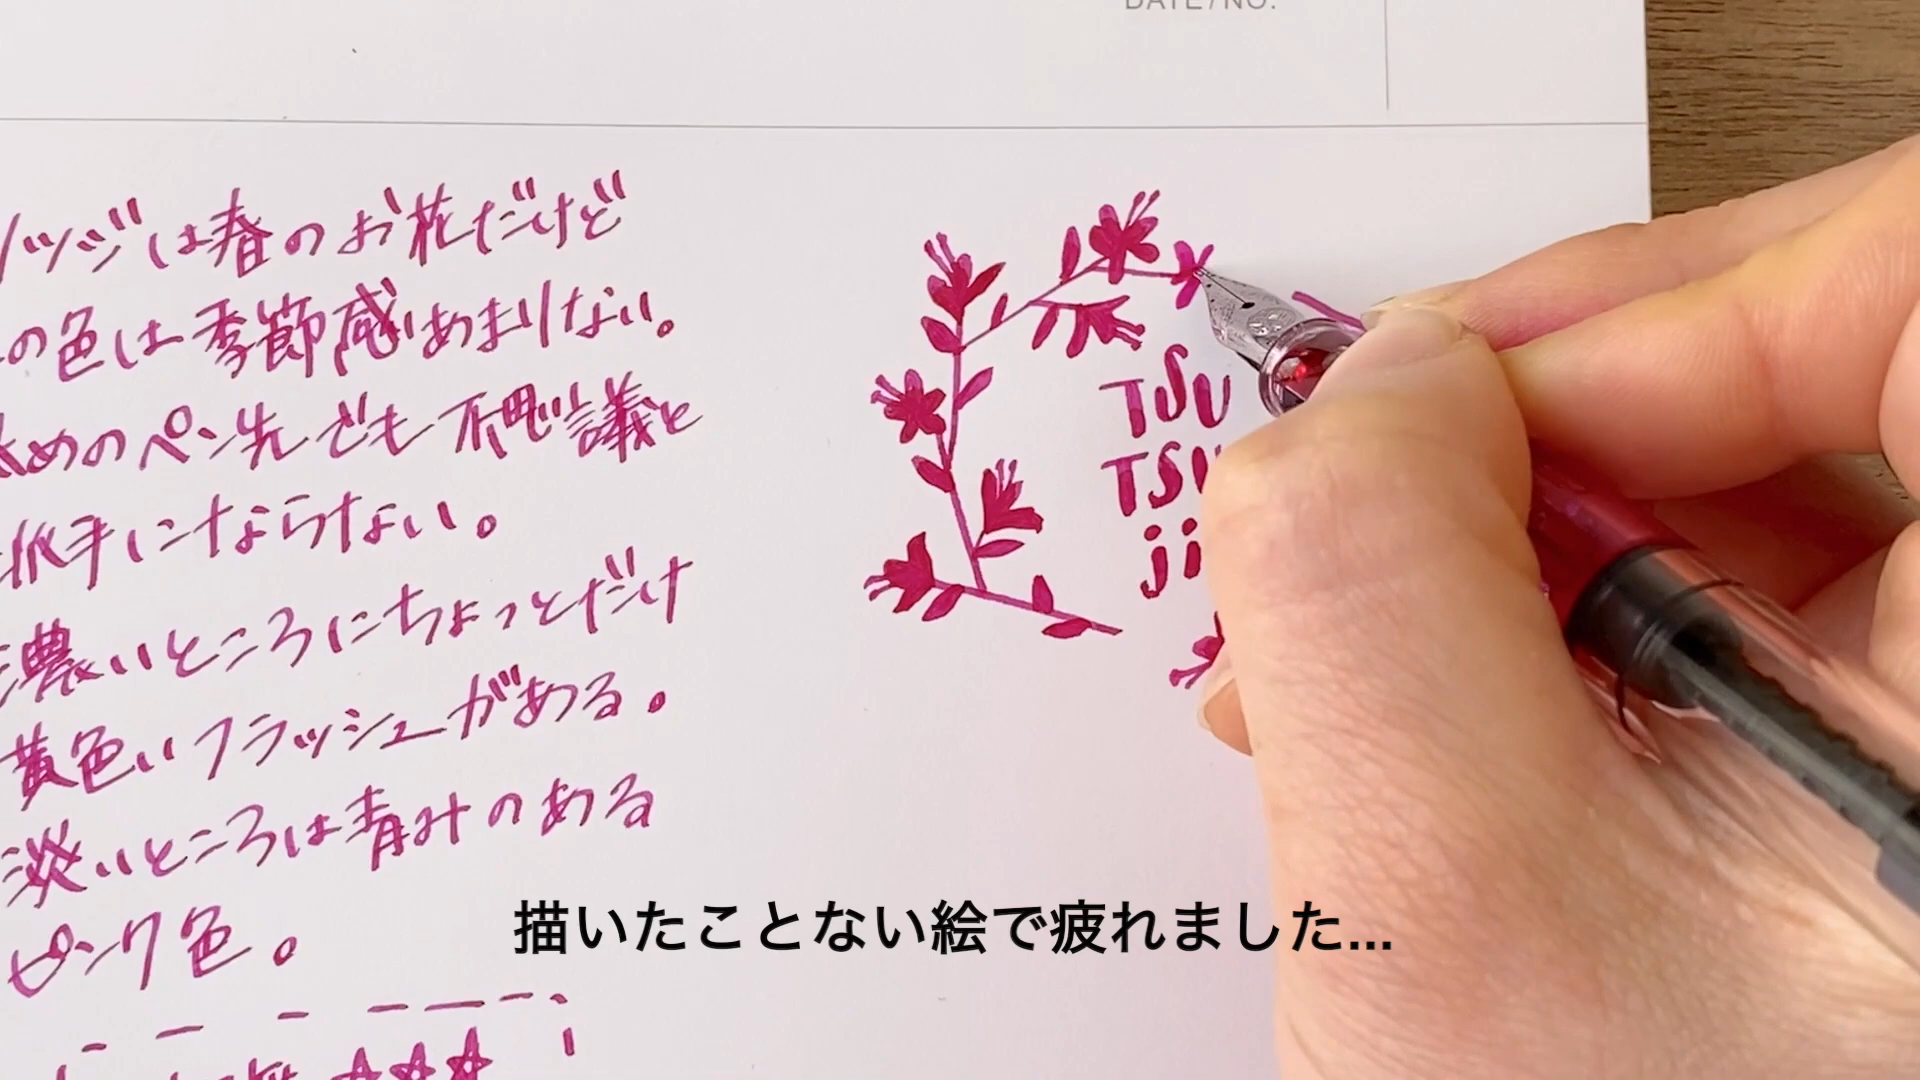 DATE/NO.
ツツジは春のお花だけど
の色は季節感はあまりない。
太めのペン先でも不思議と
派手にならない。
濃いところにちょっとだけ
黄色いフラッシュがある。
淡いところは青みのある
ピンク色。
TSU
TSU
ji
描いたことない絵で疲れました...